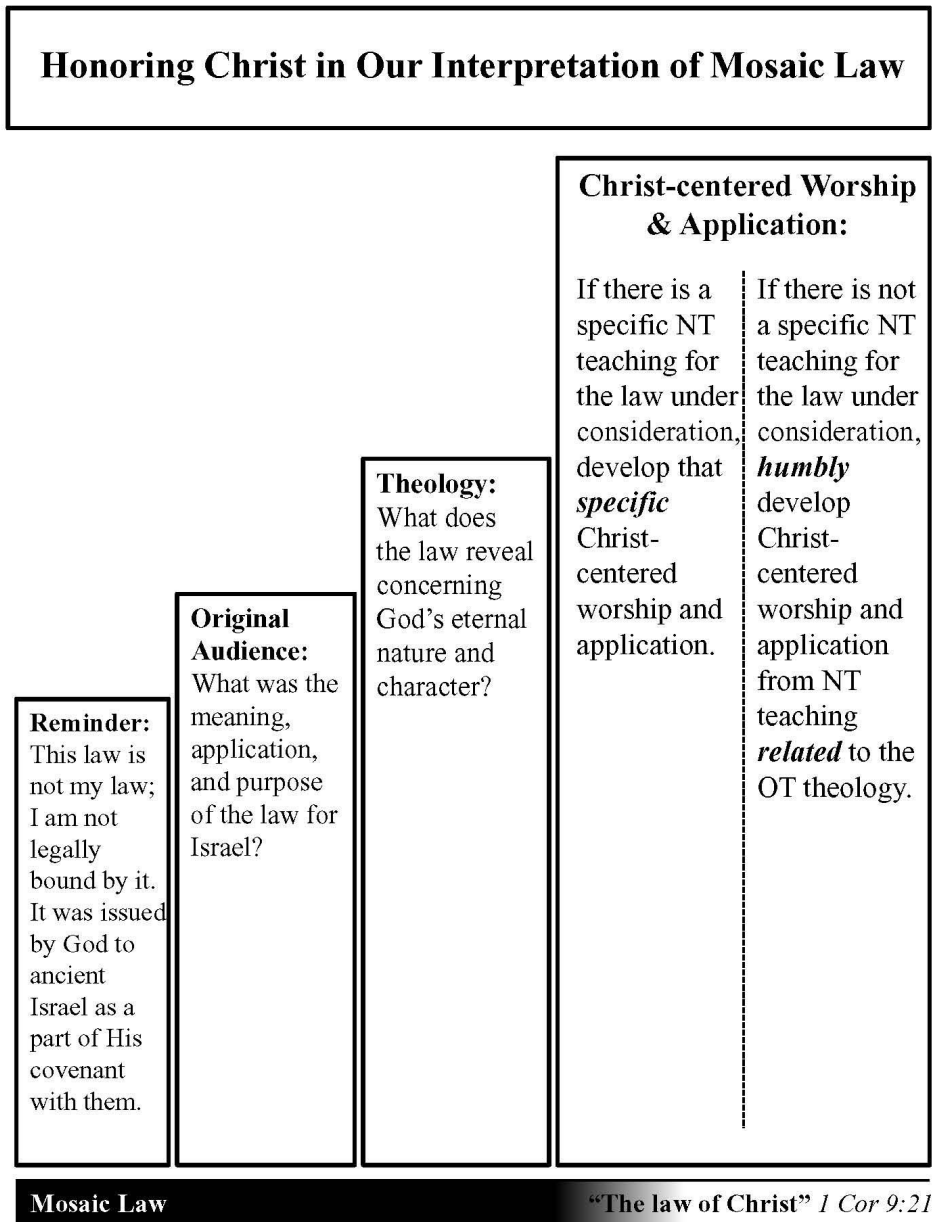 Honoring Christ in Our Interpretation of Mosaic Law
Reminder:
This law is
not my law;
I am not
legally
bound by it.
It was issued
by God to
ancient
Israel as a
part of His
covenant
with them.
Original
Audience:
What was the
meaning,
application,
and purpose
of the law for
Israel?
Theology:
What does
the law reveal
concerning
God’s eternal
nature and
character?
Christ-centered Worship
& Application:
If there is a
specific NT
teaching for
the law under
consideration,
develop that
specific
Christ-
centered
worship and
application.
If there is not
a specific NT
teaching for
the law under
consideration,
humbly
develop
Christ-
centered
worship and
application
from NT
teaching
related to the
OT theology.
Mosaic Law
“The law of Christ” 1 Cor 9:21